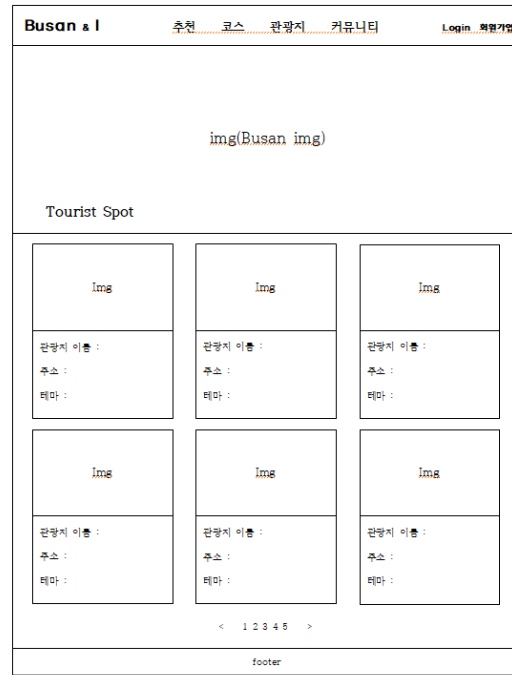 Busan & I 추천 코스 관광지 커뮤니티 Login 회원가입
img(Busan img)
Tourist Spot
Img Img Img
관광지 이름 : 관광지 이름 : 관광지 이름 :
주소 : 주소 : 주소 :
테마 : 테마 : 테마 :
Img Img Img
관광지 이름 : 관광지 이름 : 관광지 이름 :
주소 : 주소 : 주소 :
테마 : 테마 : 테마 :
< 1 2 3 4 5 >
footer